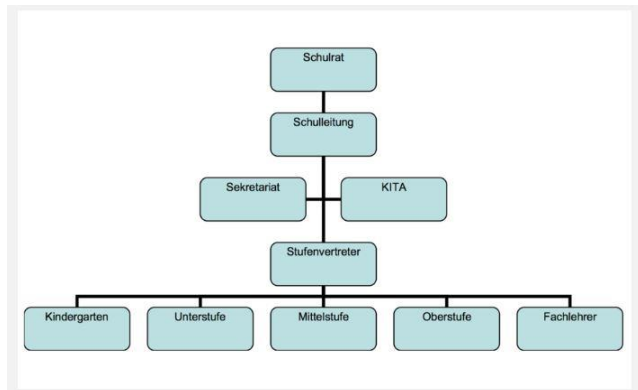 Schulrat
Schulleitung
Sekretariat
KITA
Stufenvertreter
Kindergarten
Unterstufe
Mittelstufe
Oberstufe
Fachlehrer